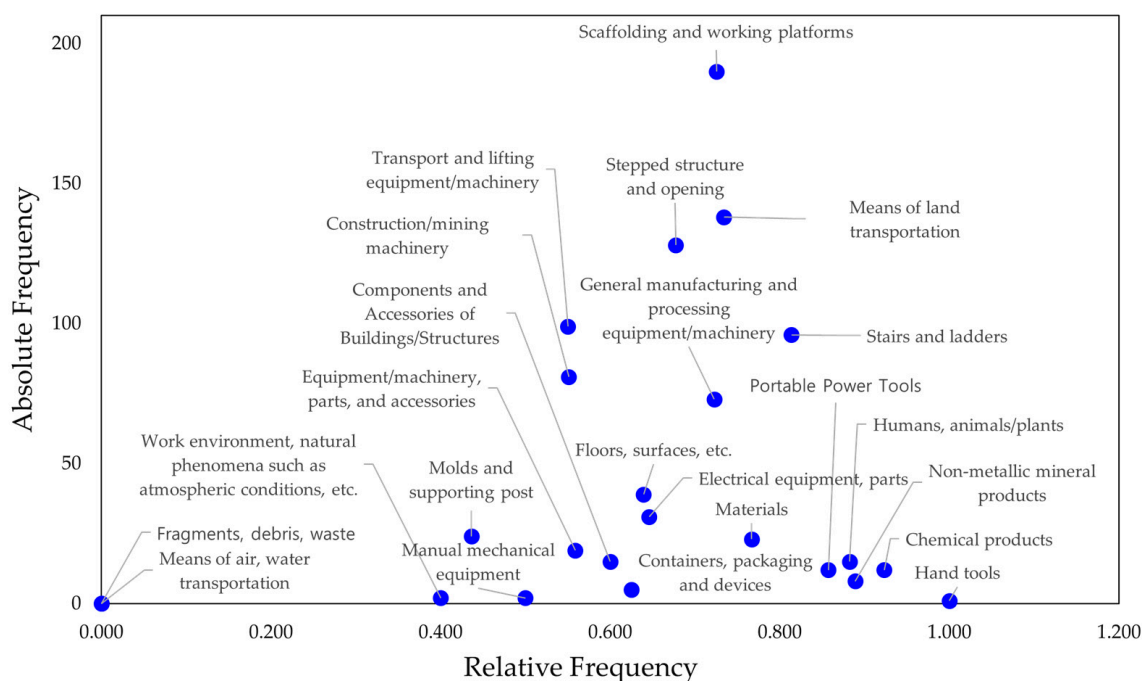 200
150
100
50
0
Absolute Frequency
Scaffolding and working platforms
Transport and lifting
equipment/machinery
Stepped structure
and opening
Means of land
transportation
Construction/mining
machinery
General manufacturing and
processing
equipment/machinery
Components and
Accessories of
Buildings/Structures
Stairs and ladders
Equipment/machinery,
parts, and accessories
Portable Power Tools
Humans, animals/plants
Work environment, natural
phenomena such as
atmospheric conditions, etc.
Molds and
supporting post
Floors, surfaces, etc.
Electrical equipment, parts
Non-metallic mineral
products
Materials
Fragments, debris, waste
Means of air, water
transportation
Manual mechanical
equipment
Containers, packaging
and devices
Chemical products
Hand tools
0.000
0.200
0.400
0.600
0.800
1.000
1.200
Relative Frequency